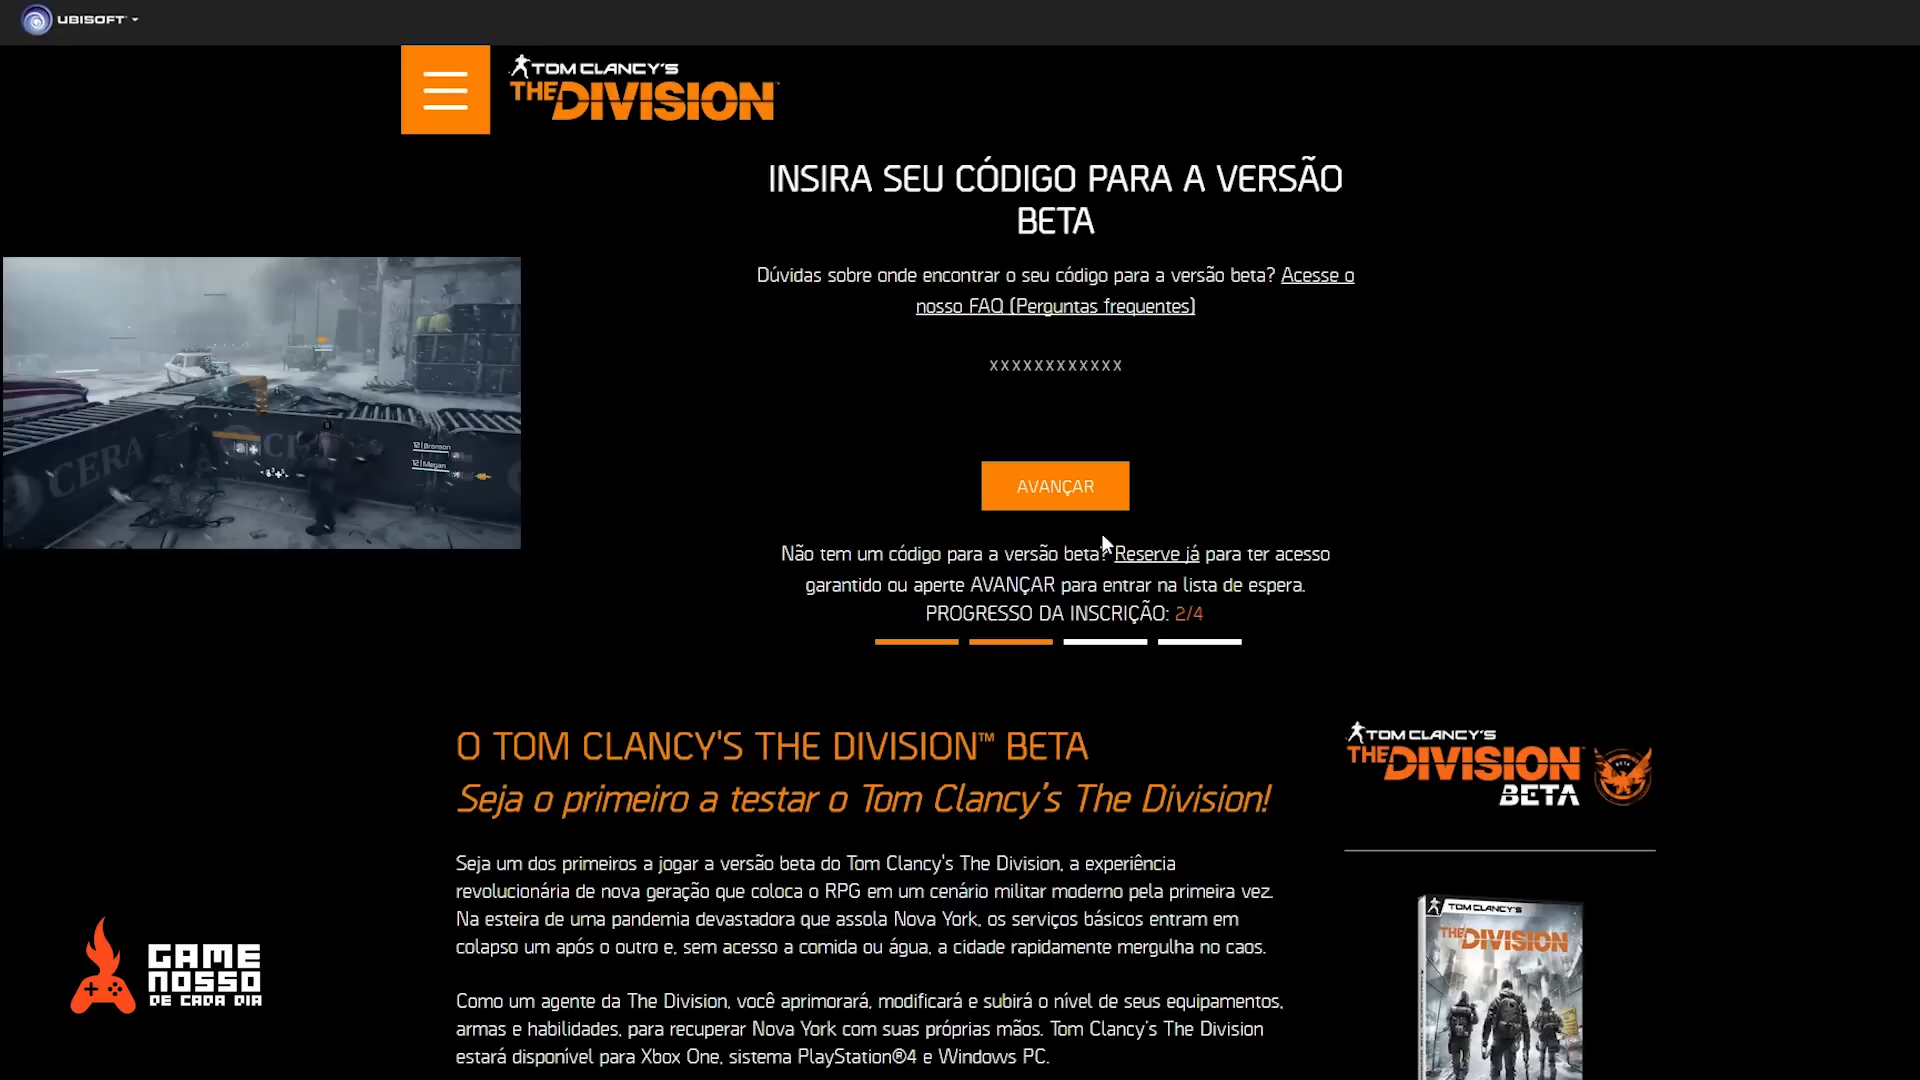 UBISOFT
TOM CLANCY'S
THE DIVISION
INSIRA SEU CÓDIGO PARA A VERSÃO
BETA
Dúvidas sobre onde encontrar o seu código para a versão beta? Acesse o
nosso FAQ (Perguntas frequentes)
XXXXXXXXXXXX
AVANÇAR
Não tem um código para a versão beta? Reserve já para ter acesso
garantido ou aperte AVANÇAR para entrar na lista de espera.
PROGRESSO DA INSCRIÇÃO: 2/4
CERA
12 Bronson
12 Megan
O TOM CLANCY'S THE DIVISION™ BETA
Seja o primeiro a testar o Tom Clancy's The Division!
Seja um dos primeiros a jogar a versão beta do Tom Clancy's The Division, a experiência
revolucionária de nova geração que coloca o RPG em um cenário militar moderno pela primeira vez.
Na esteira de uma pandemia devastadora que assola Nova York, os serviços básicos entram em
colapso um após o outro e, sem acesso a comida ou água, a cidade rapidamente mergulha no caos.
Como um agente da The Division, você aprimorará, modificará e subirá o nível de seus equipamentos,
armas e habilidades, para recuperar Nova York com suas próprias mãos. Tom Clancy's The Division
estará disponível para Xbox One, sistema PlayStation®4 e Windows PC.
TOM CLANCY'S
THE DIVISION
BETA
TOM CLANCY'S
THE DIVISION
GAME
NOSSO
DE CADA DIA